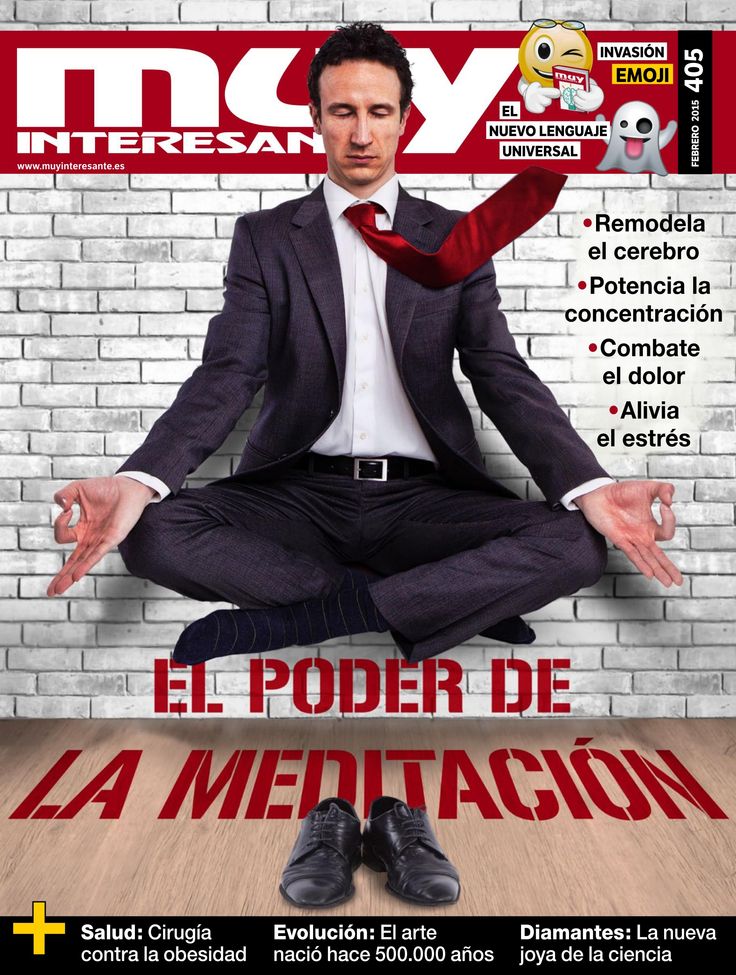 muy
INTERESAN
www.muyinteresante.es
INVASIÓN
EMOJI
muy
EL
NUEVO LENGUAJE
UNIVERSAL
FEBRERO 2015 405
•Remodela
el cerebro
•Potencia la
concentración
•Combate
el dolor
•Alivia
el estrés
EL PODER DE
LA MEDITACIÓN
+
Salud: Cirugía
contra la obesidad
Evolución: El arte
nació hace 500.000 años
Diamantes: La nueva
joya de la ciencia